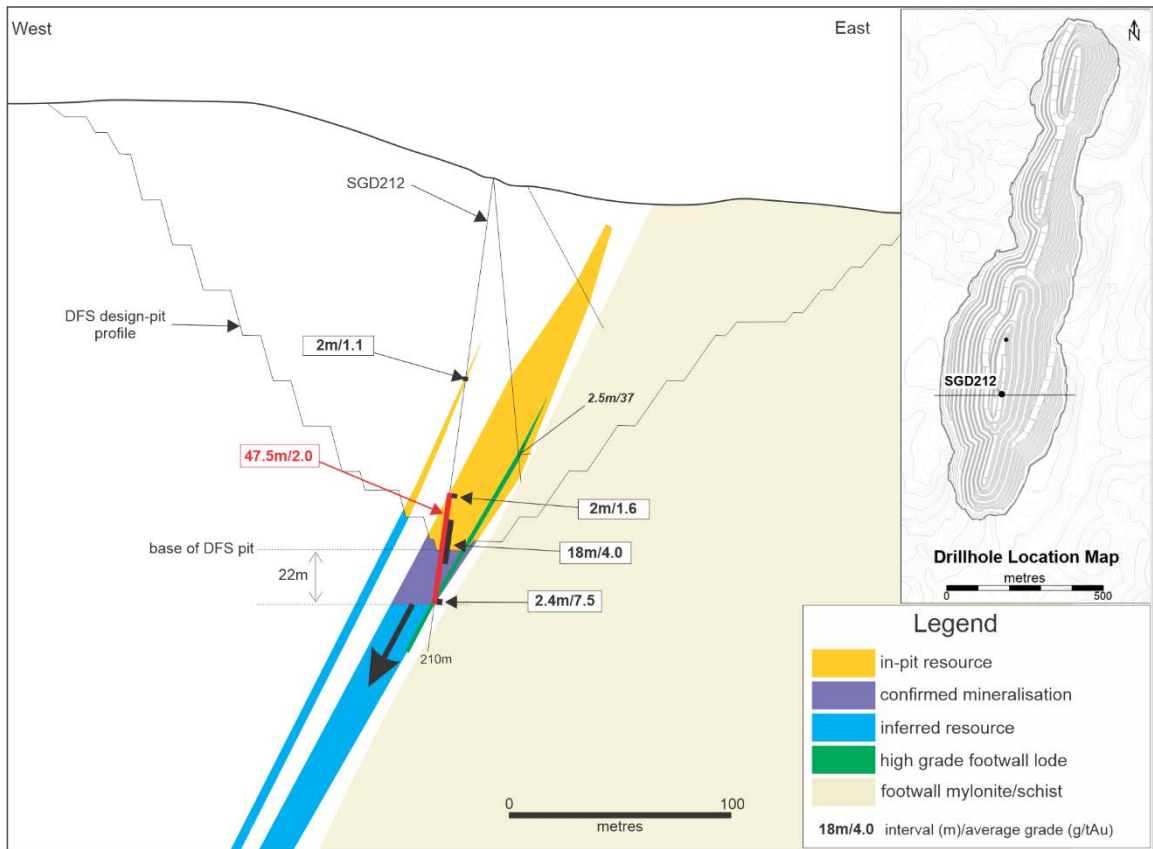 West
East
N
SGD212
DFS design-pit
profile
2m/1.1
2.5m/37
47.5m/2.0
2m/1.6
base of DFS pit
18m/4.0
22m
2.4m/7.5
210m
0
100
metres
SGD212
Drillhole Location Map
metres
0
500
Legend
in-pit resource
confirmed mineralisation
inferred resource
high grade footwall lode
footwall mylonite/schist
18m/4.0 interval (m)/average grade (g/tAu)